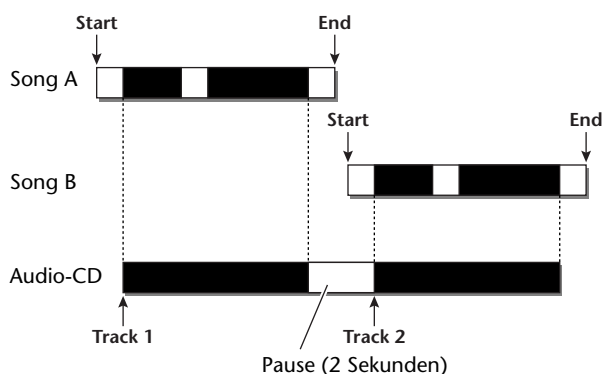 Start End
Song A
Start End
Song B
Audio-CD
Track 1 Track 2
Pause (2 Sekunden)